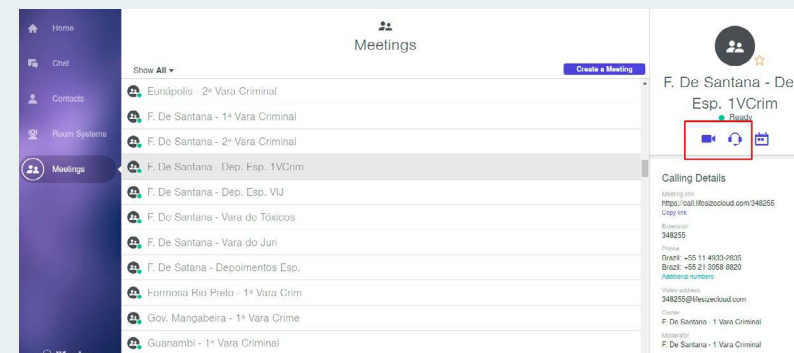 Home
Chat
Contacts
Room Systems
Meetings
Meetings
Show All
Create a Meeting
Eunápolis - 2ª Vara Criminal
F. De Santana - 1ª Vara Criminal
F. De Santana - 2ª Vara Criminal
F. De Santana - Dep. Esp. 1VCrim
F. De Santana - Dep. Esp. VIJ
F. De Santana - Vara de Tóxicos
F. De Santana - Vara do Juri
F. De Satana - Depoimentos Esp.
Formosa Rio Preto - 1ª Vara Crim
Gov. Mangabeira - 1ª Vara Crime
Guanambi - 1ª Vara Criminal
F. De Santana - De
Esp. 1VCrim
Ready
Calling Details
Meeting link
https://call.lifesizecloud.com/348255
Copy link
Extension
348255
Phone
Brazil: +55 11 4933-2835
Brazil: +55 21 3958-8820
Additional numbers
Video address
348255@lifesizecloud.com
Owner
F. De Santana - 1 Vara Criminal
Moderator
F. De Santana - 1 Vara Criminal